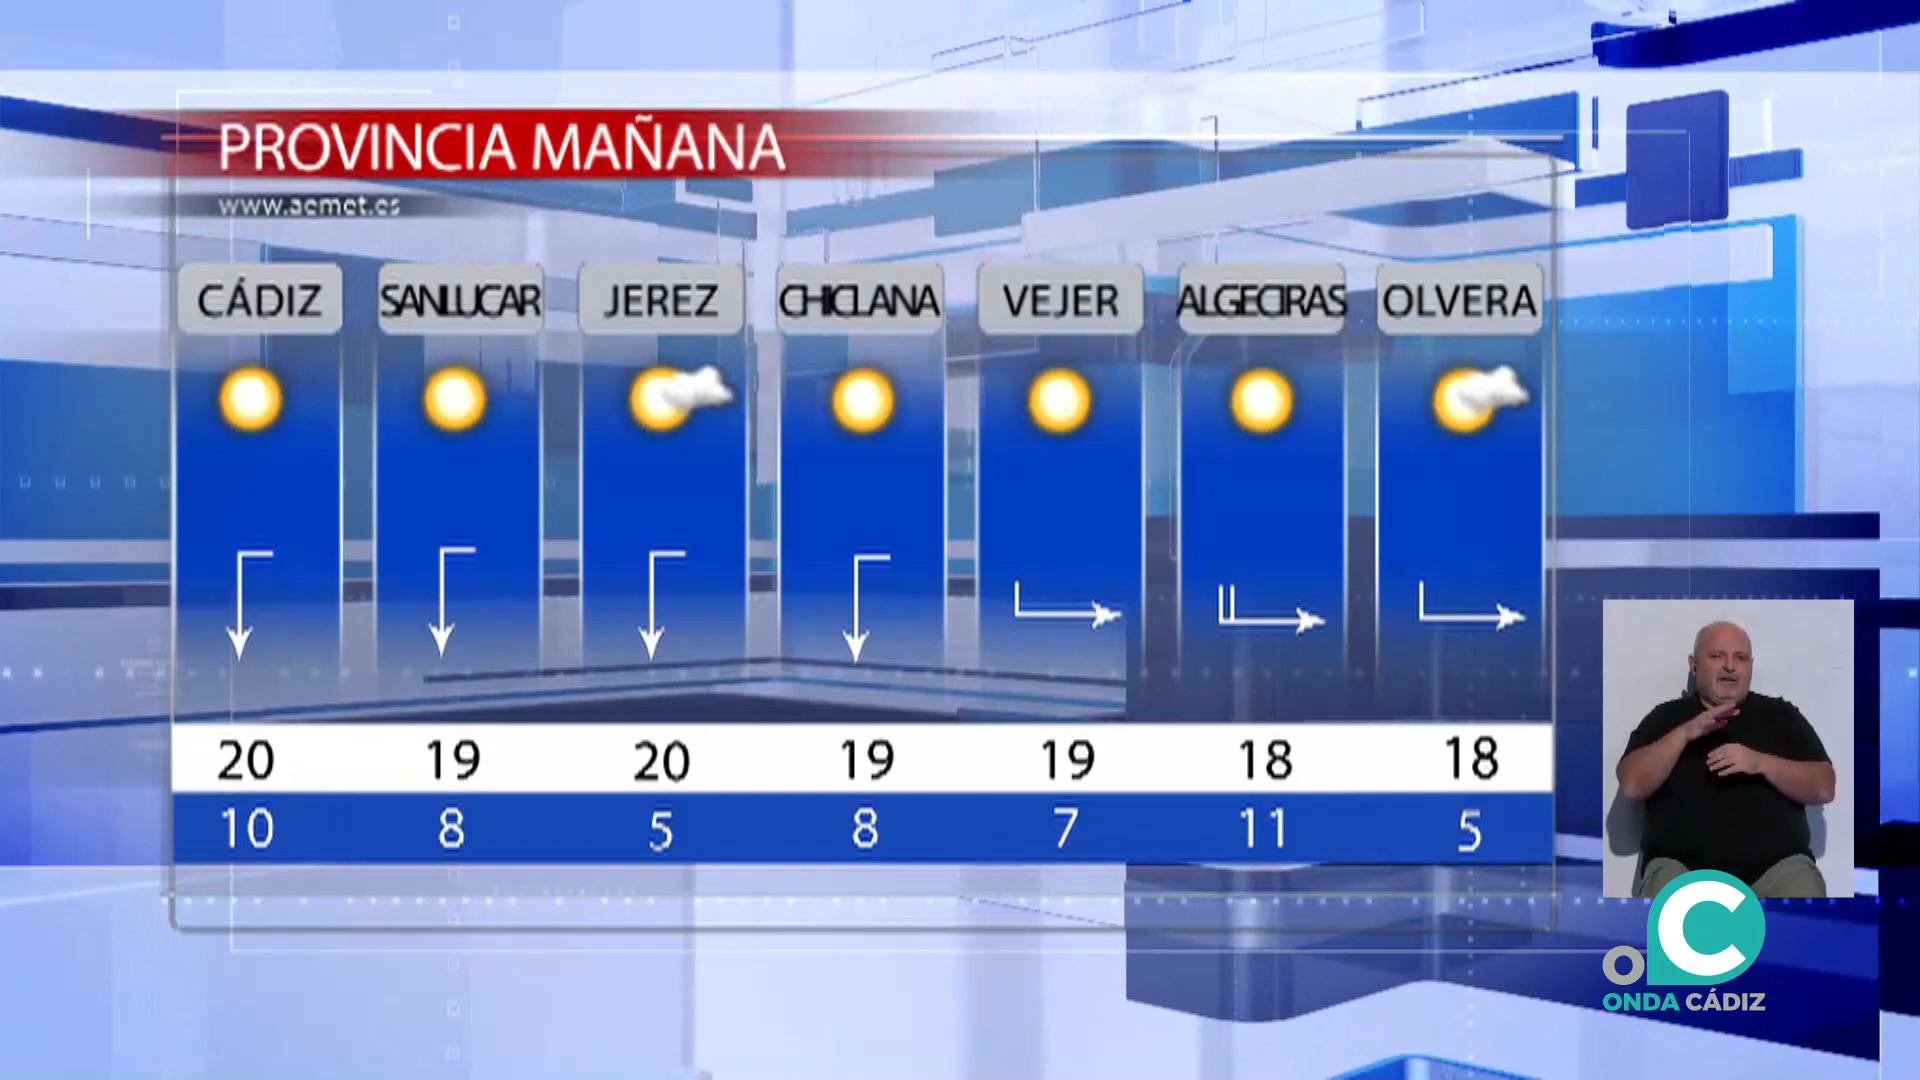 PROVINCIA MAÑANA
www.aemet.es
CÁDIZ SANLUCAR JEREZ CHICLANA VEJER ALGECIRAS OLVERA
20 19 20 19 19 18 18
10 8 5 8 7 11 5
O C
ONDA CÁDIZ